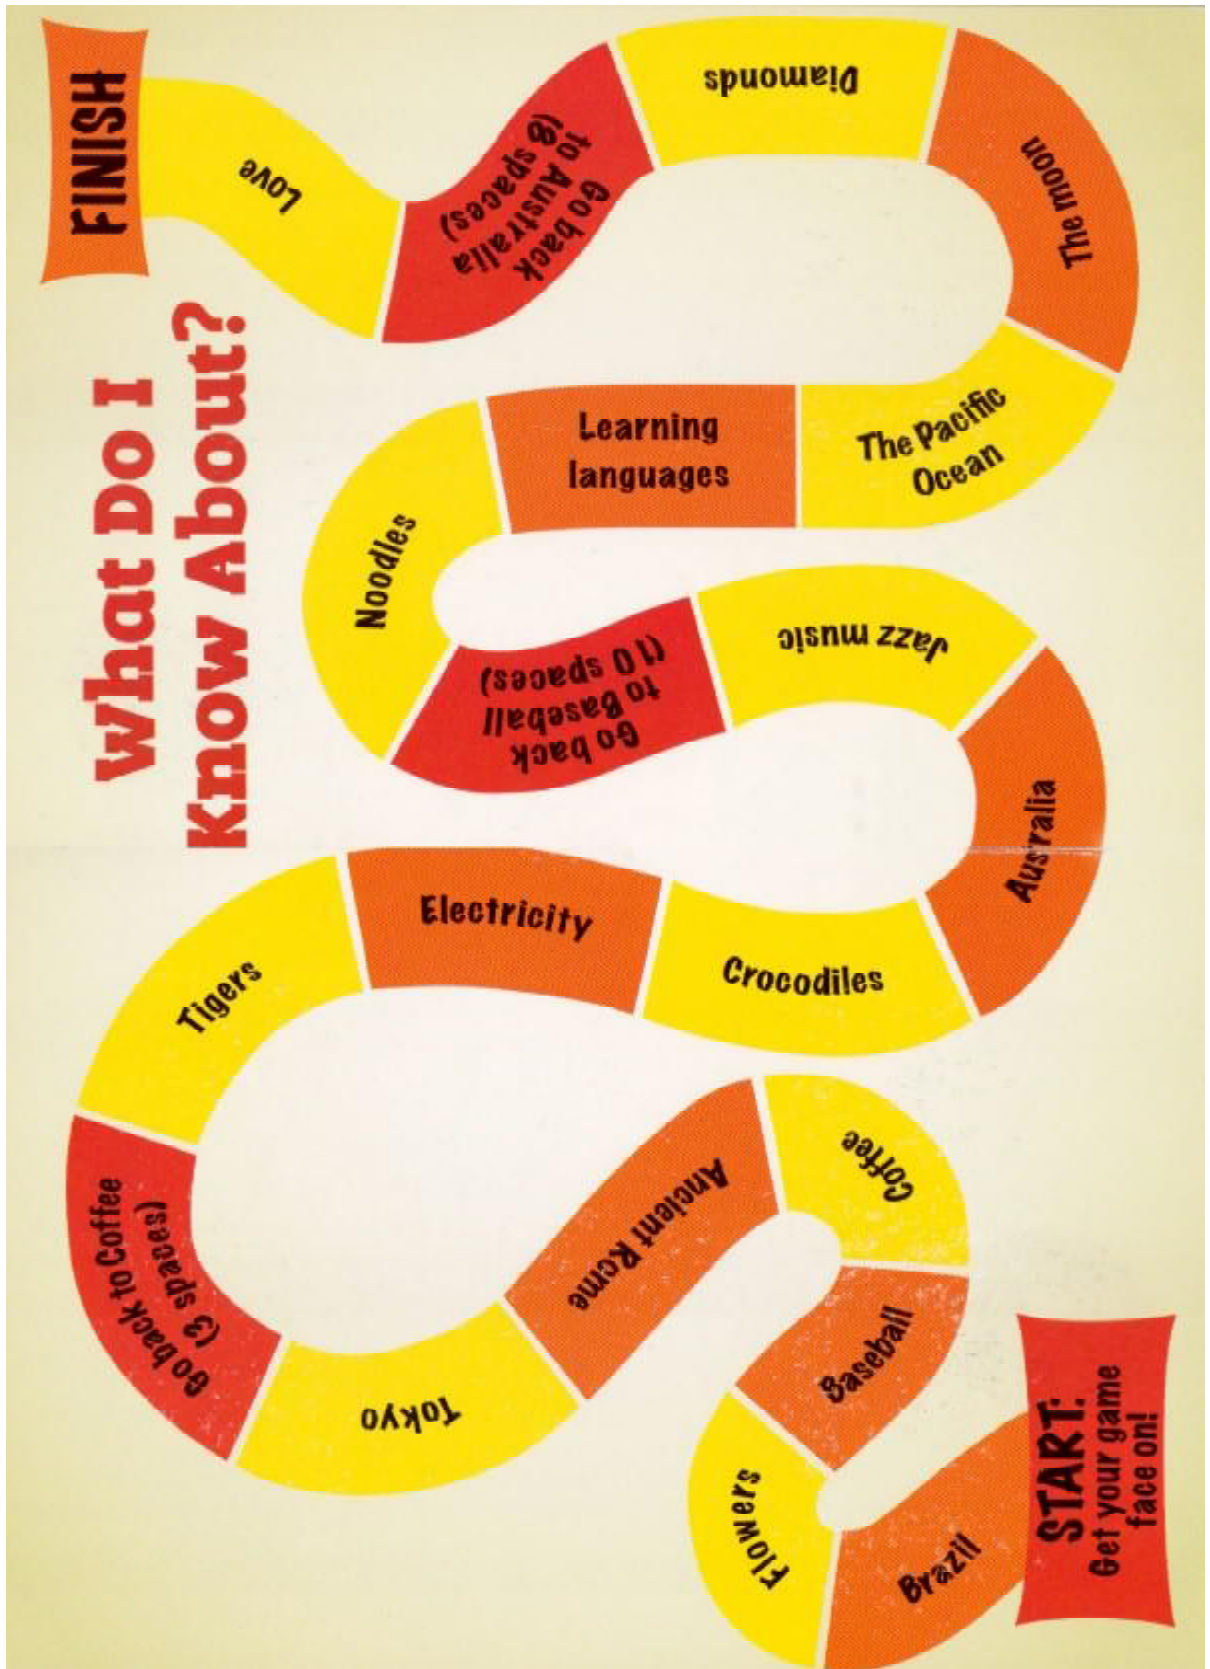 What Do I
Know About?
START:
Get your game
face on!
Brazil
Flowers
Baseball
Coffee
Ancient Rome
Tokyo
Go back to Coffee
(3 spaces)
Tigers
Electricity
Crocodiles
Australia
Jazz music
Go back
to Baseball
(10 spaces)
Noodles
Learning
languages
The Pacific
Ocean
The moon
Diamonds
Go back
to Australia
(8 spaces)
Love
FINISH